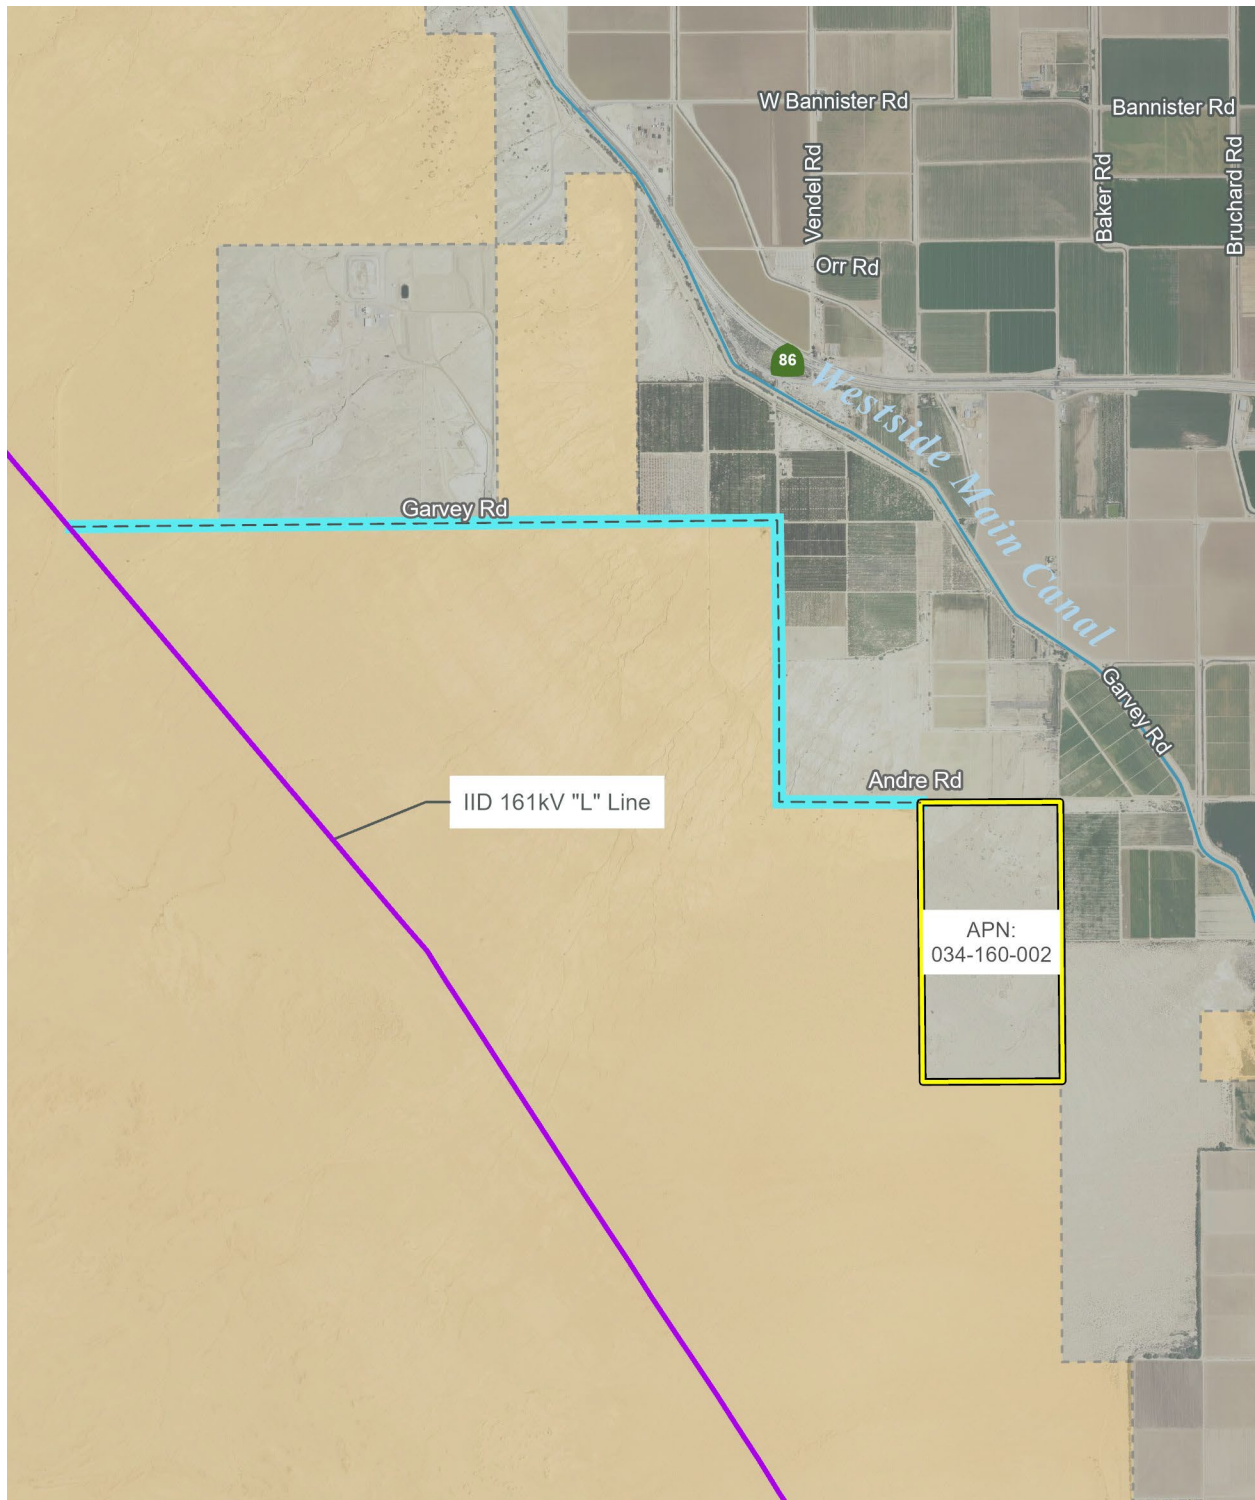 W Bannister Rd
Bannister Rd
Vendel Rd
Baker Rd
Bruchard Rd
Orr Rd
86
Westside Main Canal
Garvey Rd
Garvey Rd
Andre Rd
IID 161kV "L" Line
APN:
034-160-002